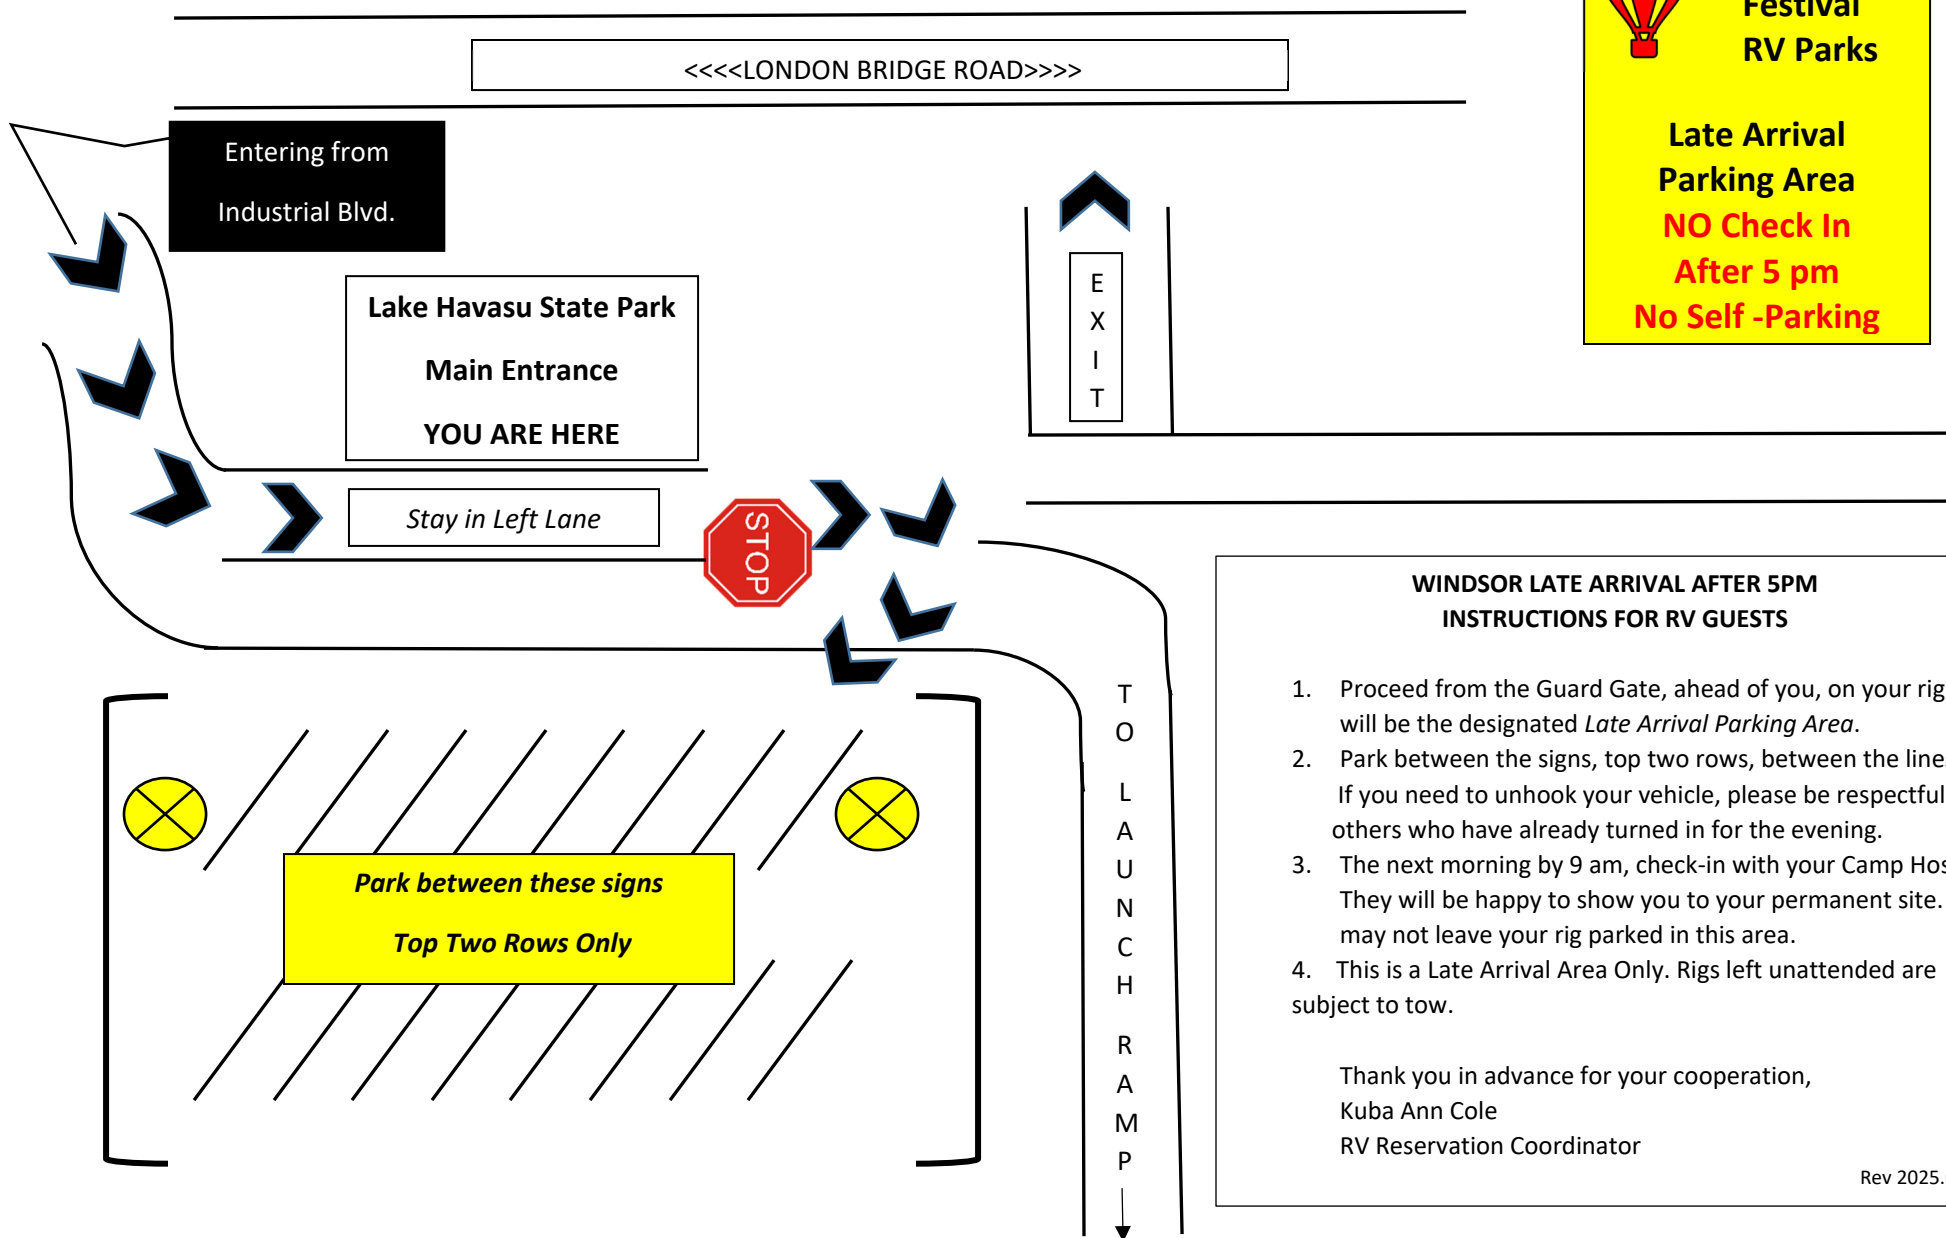 Festival
RV Parks
Late Arrival
Parking Area
NO Check In
After 5 pm
No Self -Parking
<<<<LONDON BRIDGE ROAD>>>>
Entering from
Industrial Blvd.
Lake Havasu State Park
Main Entrance
YOU ARE HERE
EXIT
Stay in Left Lane
STOP
TO LAUNCH RAMP
Park between these signs
Top Two Rows Only
WINDSOR LATE ARRIVAL AFTER 5PM
INSTRUCTIONS FOR RV GUESTS
1. Proceed from the Guard Gate, ahead of you, on your
will be the designated Late Arrival Parking Area.
2. Park between the signs, top two rows, between the
If you need to unhook your vehicle, please be respectful
others who have already turned in for the evening.
3. The next morning by 9 am, check-in with your Camp
They will be happy to show you to your permanent site.
may not leave your rig parked in this area.
4. This is a Late Arrival Area Only. Rigs left unattended are
subject to tow.
Thank you in advance for your cooperation,
Kuba Ann Cole
RV Reservation Coordinator
Rev 2025.